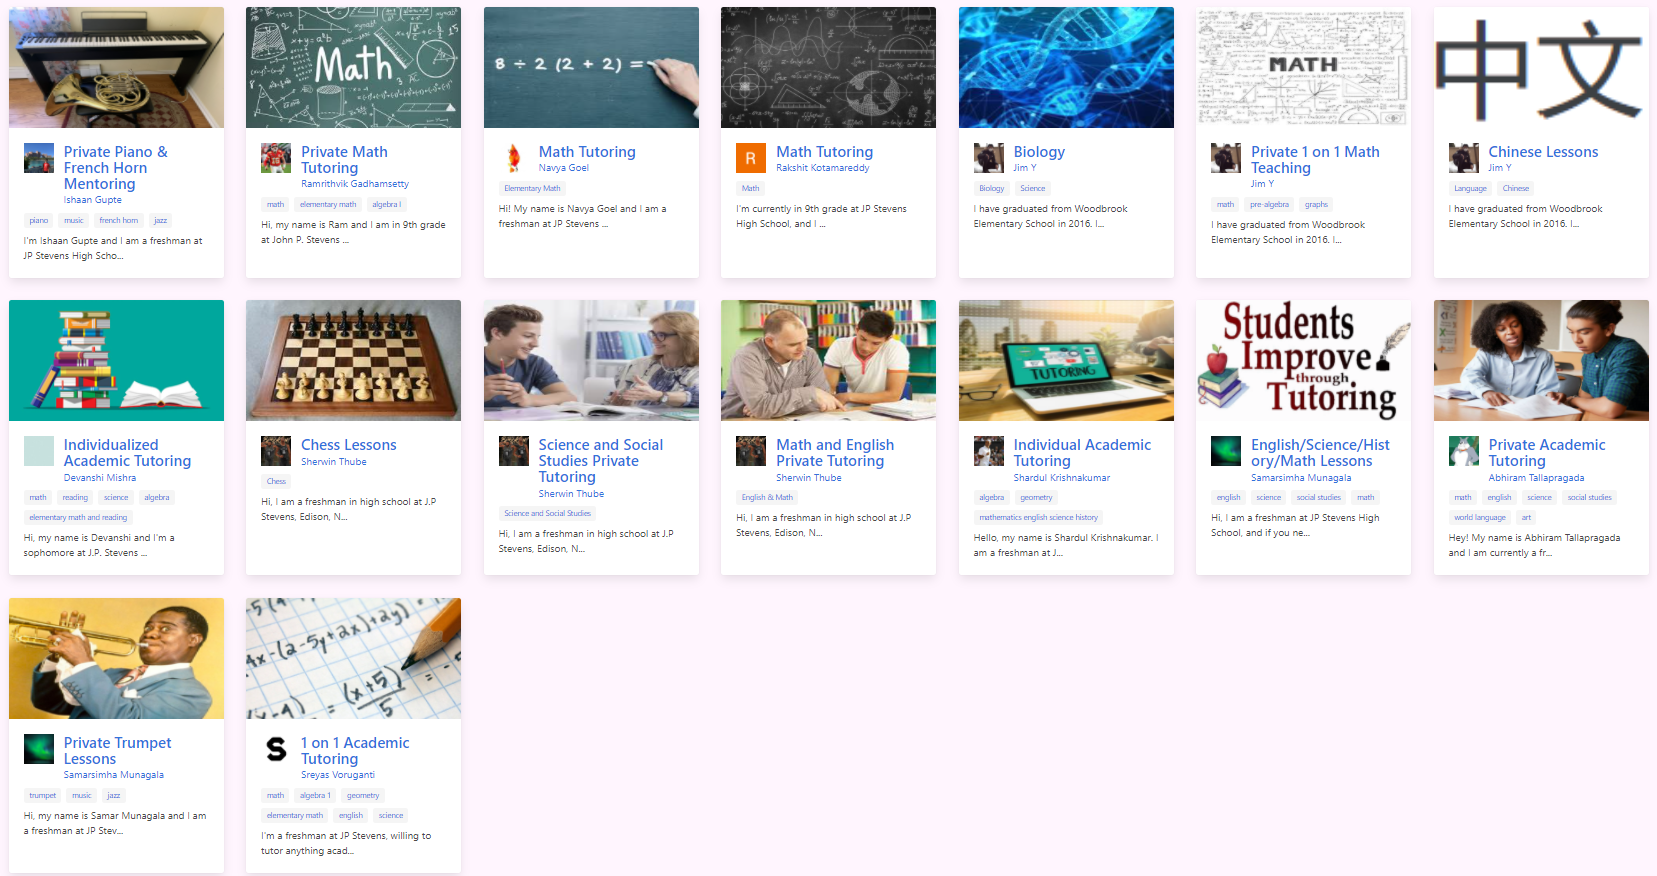 Math
8 ÷ 2 (2 + 2) =
MATH
中文
Private Piano &
French Horn
Mentoring
Ishaan Gupte
piano music french horn jazz
I'm Ishaan Gupte and I am a freshman at
JP Stevens High Scho...
Private Math
Tutoring
Ramrithvik Gadhamsetty
math elementary math algebra I
Hi, my name is Ram and I am in 9th grade
at John P. Stevens ...
Math Tutoring
Navya Goel
Elementary Math
Hi! My name is Navya Goel and I am a
freshman at JP Stevens ...
R
Math Tutoring
Rakshit Kotamareddy
Math
I'm currently in 9th grade at JP Stevens
High School, and I ...
Biology
Jim Y
Biology Science
I have graduated from Woodbrook
Elementary School in 2016. I...
Private 1 on 1 Math
Teaching
Jim Y
math pre-algebra graphs
I have graduated from Woodbrook
Elementary School in 2016. I...
Chinese Lessons
Jim Y
Language Chinese
I have graduated from Woodbrook
Elementary School in 2016. I...
Individualized
Academic Tutoring
Devanshi Mishra
math reading science algebra
elementary math and reading
Hi, my name is Devanshi and I'm a
sophomore at J.P. Stevens ...
Chess Lessons
Sherwin Thube
Chess
Hi, I am a freshman in high school at J.P
Stevens, Edison, N...
Science and Social
Studies Private
Tutoring
Sherwin Thube
Science and Social Studies
Hi, I am a freshman in high school at J.P
Stevens, Edison, N...
Math and English
Private Tutoring
Sherwin Thube
English & Math
Hi, I am a freshman in high school at J.P
Stevens, Edison, N...
TUTORING
Individual Academic
Tutoring
Shardul Krishnakumar
algebra geometry
mathematics english science history
Hello, my name is Shardul Krishnakumar. I
am a freshman at J...
Students
Improve
through
Tutoring
English/Science/Hist
ory/Math Lessons
Samarsimha Munagala
english science social studies math
Hi, I am a freshman at JP Stevens High
School, and if you ne...
Private Academic
Tutoring
Abhiram Tallapragada
math english science social studies
world language art
Hey! My name is Abhiram Tallapragada
and I am currently a fr...
Private Trumpet
Lessons
Samarsimha Munagala
trumpet music jazz
Hi, my name is Samar Munagala and I am
a freshman at JP Stev...
(x+5)
5
S
1 on 1 Academic
Tutoring
Sreyas Voruganti
math algebra 1 geometry
elementary math english science
I'm a freshman at JP Stevens, willing to
tutor anything acad...